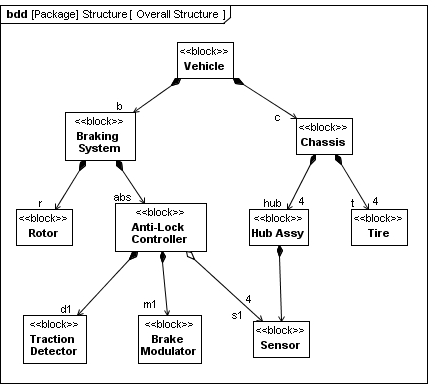 bdd [Package] Structure [ Overall Structure ]
<<block>>
Vehicle
b
c
<<block>>
Braking
System
<<block>>
Chassis
r
abs
hub
4
t
4
<<block>>
Rotor
<<block>>
Anti-Lock
Controller
<<block>>
Hub Assy
<<block>>
Tire
d1
m1
4
s1
<<block>>
Traction
Detector
<<block>>
Brake
Modulator
<<block>>
Sensor